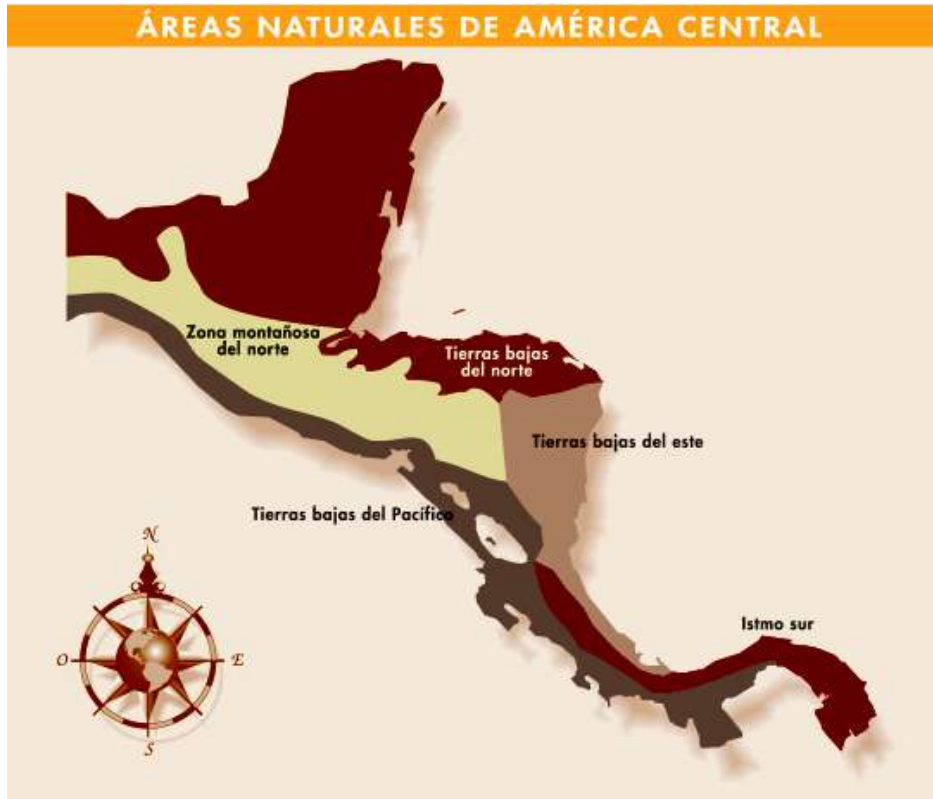 ÁREAS NATURALES DE AMÉRICA CENTRAL
Zona montañosa
del norte
Tierras bajas
del norte
Tierras bajas del este
Tierras bajas del Pacífico
Istmo sur
N
O
E
S